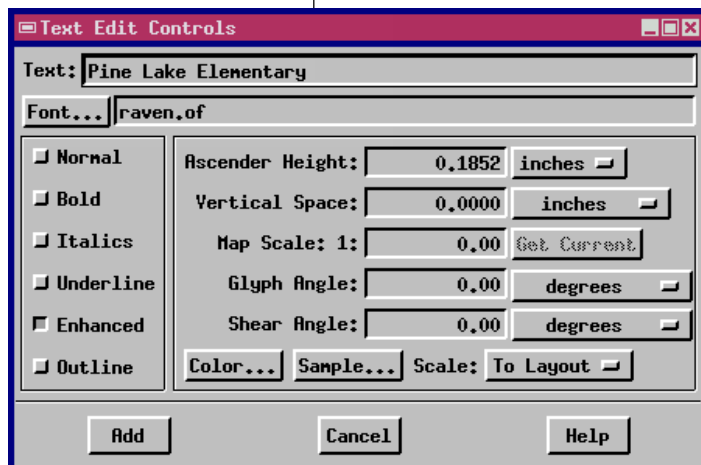 Text Edit Controls
Text: Pine Lake Elementary
Font... raven.of
Normal
Bold
Italics
Underline
Enhanced
Outline
Ascender Height: 0.1852 inches
Vertical Space: 0.0000 inches
Map Scale: 1: 0.00 Get Current
Glyph Angle: 0.00 degrees
Shear Angle: 0.00 degrees
Color... Sample... Scale: To Layout
Add Cancel Help